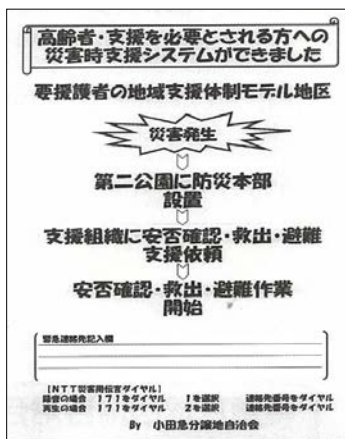 高齢者・支援を必要とされる方への
災害時支援システムができました
要援護者の地域支援体制モデル地区
災害発生
第二公園に防災本部
設置
支援組織に安否確認・救出・避難
支援依頼
安否確認・救出・避難作業
開始
緊急連絡先記入欄
[NTT災害用伝言ダイヤル]
録音の場合 171をダイヤル 1を選択 連絡先番号をダイヤル
再生の場合 171をダイヤル 2を選択 連絡先番号をダイヤル
By 小田急分譲地自治会